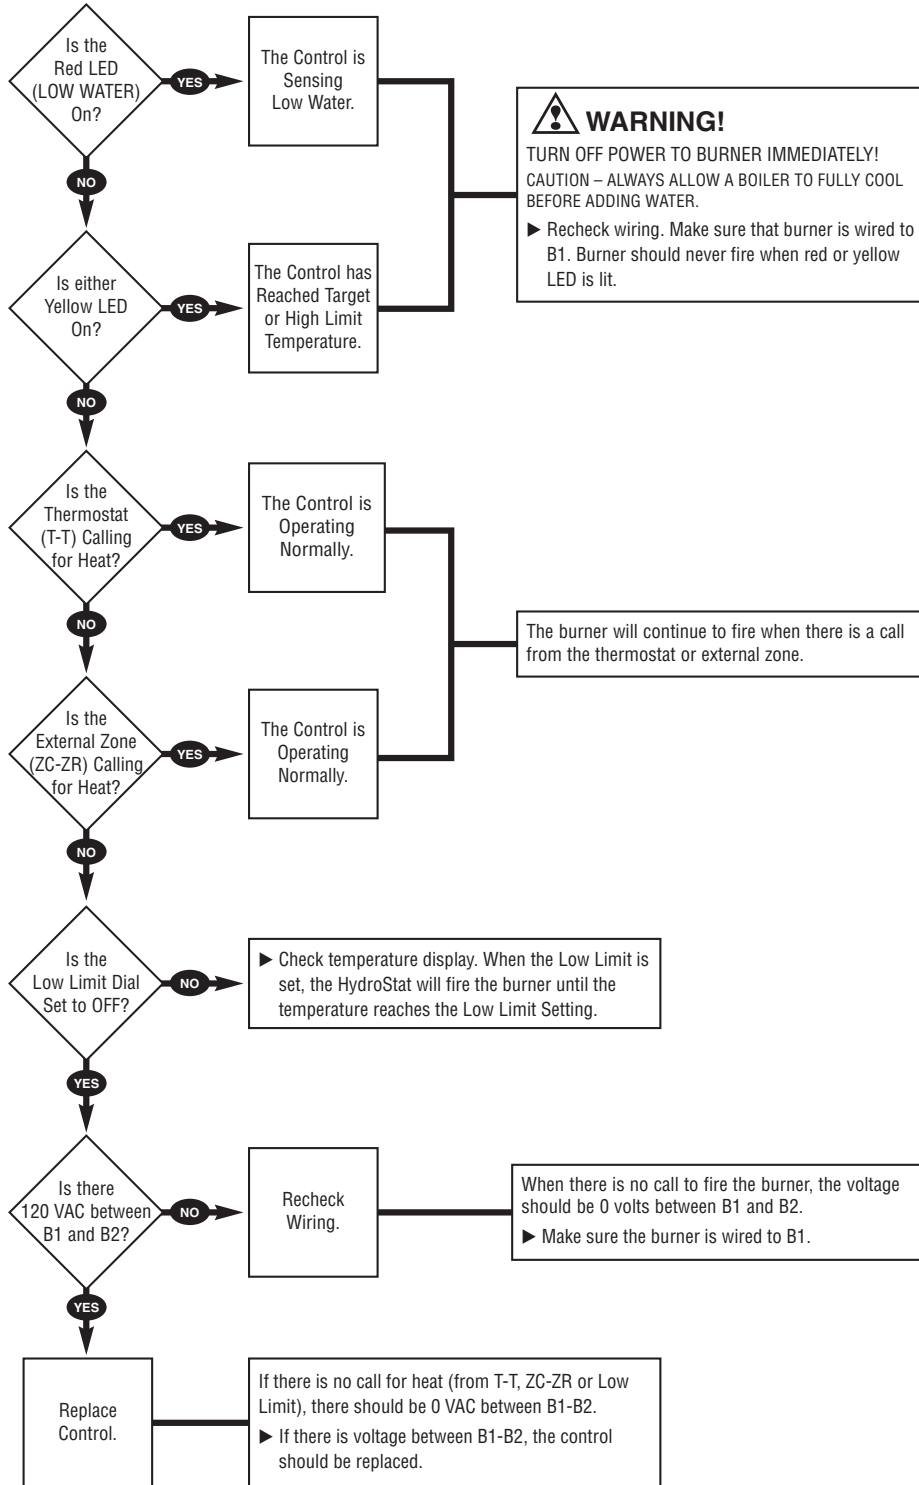 Is the
Red LED
(LOW WATER)
On?
YES
The Control is
Sensing
Low Water.
WARNING!
TURN OFF POWER TO BURNER IMMEDIATELY!
CAUTION – ALWAYS ALLOW A BOILER TO FULLY COOL
BEFORE ADDING WATER.
▶ Recheck wiring. Make sure that burner is wired to
B1. Burner should never fire when red or yellow
LED is lit.
NO
Is either
Yellow LED
On?
YES
The Control has
Reached Target
or High Limit
Temperature.
NO
Is the
Thermostat
(T-T) Calling
for Heat?
YES
The Control is
Operating
Normally.
NO
The burner will continue to fire when there is a call
from the thermostat or external zone.
Is the
External Zone
(ZC-ZR) Calling
for Heat?
YES
The Control is
Operating
Normally.
NO
Is the
Low Limit Dial
Set to OFF?
NO
▶ Check temperature display. When the Low Limit is
set, the HydroStat will fire the burner until the
temperature reaches the Low Limit Setting.
YES
Is there
120 VAC between
B1 and B2?
NO
Recheck
Wiring.
When there is no call to fire the burner, the voltage
should be 0 volts between B1 and B2.
▶ Make sure the burner is wired to B1.
YES
Replace
Control.
If there is no call for heat (from T-T, ZC-ZR or Low
Limit), there should be 0 VAC between B1-B2.
▶ If there is voltage between B1-B2, the control
should be replaced.